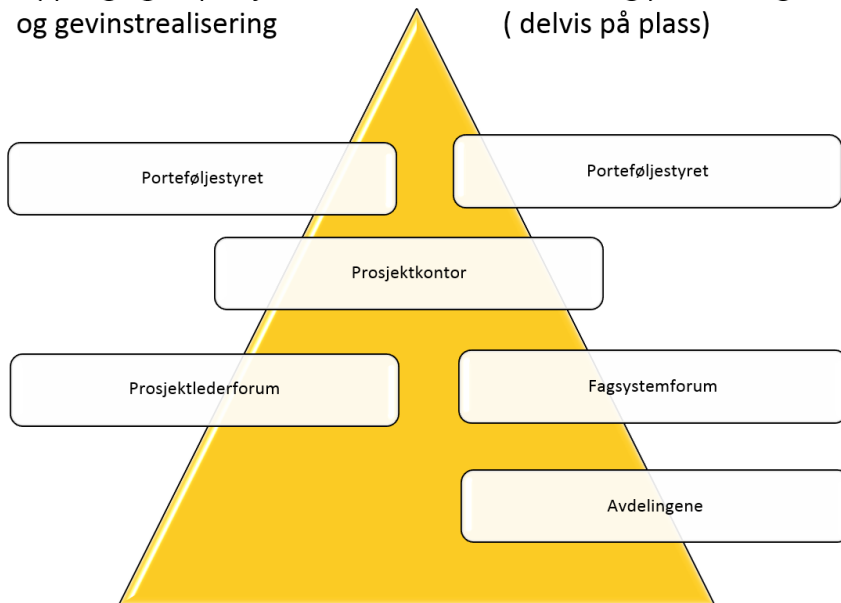 og gevinstrealisering
( delvis på plass)
Porteføljestyret
Porteføljestyret
Prosjektkontor
Prosjektlederforum
Fagsystemforum
Avdelingene